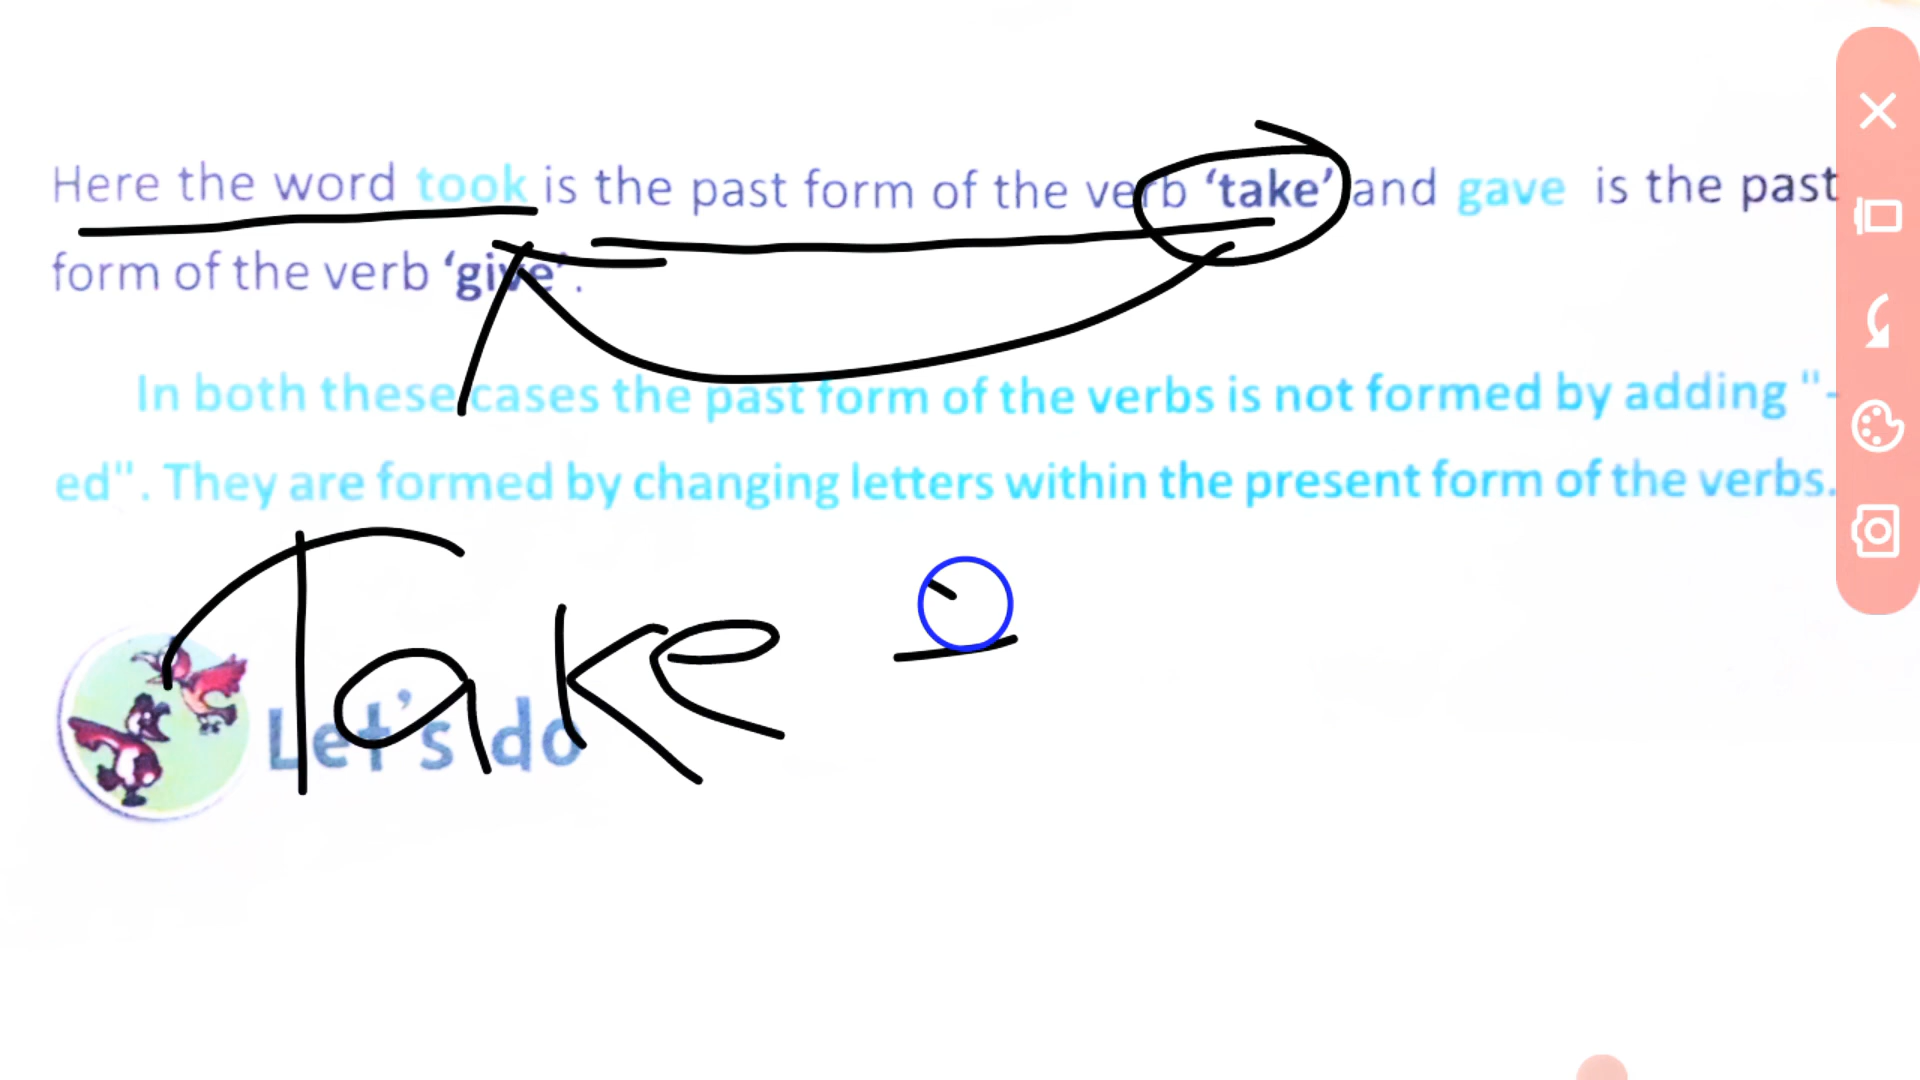 Here the word took is the past form of the verb ‘take’ and gave is the past
form of the verb ‘give’.
In both these cases the past form of the verbs is not formed by adding "-
ed". They are formed by changing letters within the present form of the verbs.
Take
Let's do